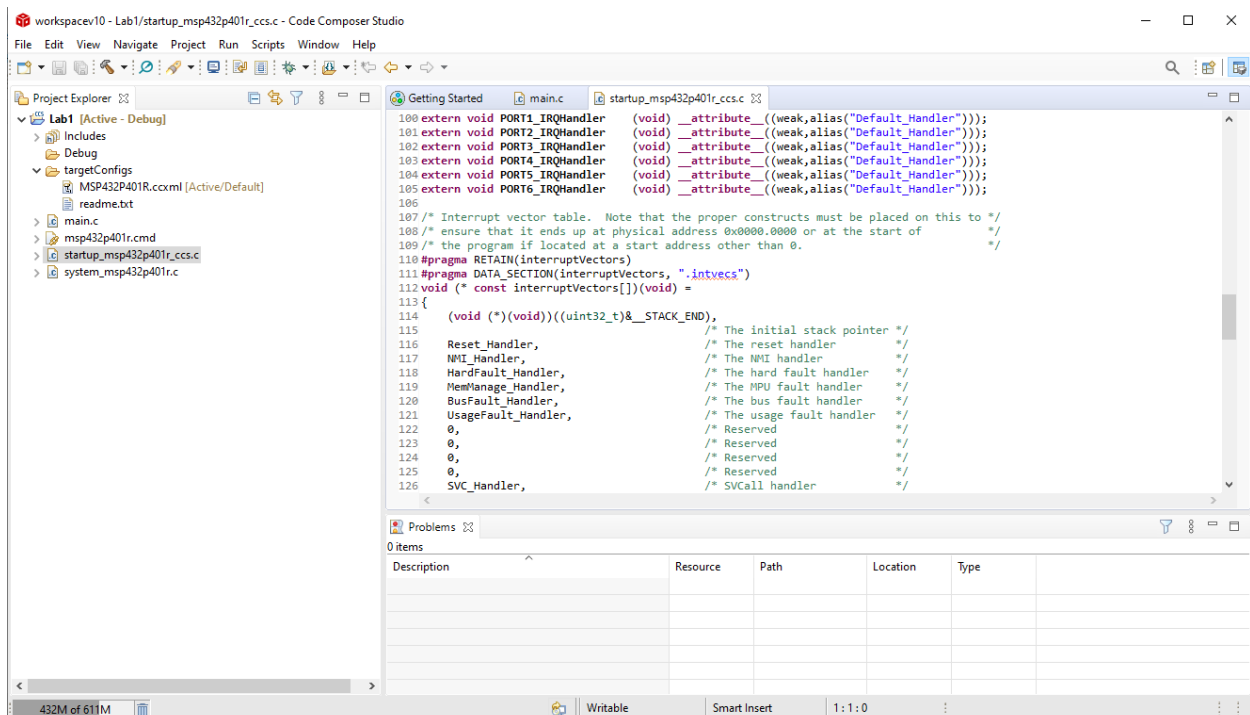 workspacev10 - Lab1/startup_msp432p401r_ccs.c - Code Composer Studio
File Edit View Navigate Project Run Scripts Window Help
Project Explorer
Lab1 [Active - Debug]
Includes
Debug
targetConfigs
MSP432P401R.ccxml [Active/Default]
readme.txt
main.c
msp432p401r.cmd
startup_msp432p401r_ccs.c
system_msp432p401r.c
Getting Started main.c startup_msp432p401r_ccs.c
100 extern void PORT1_IRQHandler (void) __attribute__((weak,alias("Default_Handler")));
101 extern void PORT2_IRQHandler (void) __attribute__((weak,alias("Default_Handler")));
102 extern void PORT3_IRQHandler (void) __attribute__((weak,alias("Default_Handler")));
103 extern void PORT4_IRQHandler (void) __attribute__((weak,alias("Default_Handler")));
104 extern void PORT5_IRQHandler (void) __attribute__((weak,alias("Default_Handler")));
105 extern void PORT6_IRQHandler (void) __attribute__((weak,alias("Default_Handler")));
106
107 /* Interrupt vector table. Note that the proper constructs must be placed on this to */
108 /* ensure that it ends up at physical address 0x0000.0000 or at the start of */
109 /* the program if located at a start address other than 0. */
110 #pragma RETAIN(interruptVectors)
111 #pragma DATA_SECTION(interruptVectors, ".intvecs")
112 void (* const interruptVectors[])(void) =
113 {
114 (void (*)(void))((uint32_t)&__STACK_END),
115 /* The initial stack pointer */
116 Reset_Handler, /* The reset handler */
117 NMI_Handler, /* The NMI handler */
118 HardFault_Handler, /* The hard fault handler */
119 MemManage_Handler, /* The MPU fault handler */
120 BusFault_Handler, /* The bus fault handler */
121 UsageFault_Handler, /* The usage fault handler */
122 0, /* Reserved */
123 0, /* Reserved */
124 0, /* Reserved */
125 0, /* Reserved */
126 SVC_Handler, /* SVCall handler */
Problems
0 items
Description Resource Path Location Type
432M of 611M Writable Smart Insert 1:1:0